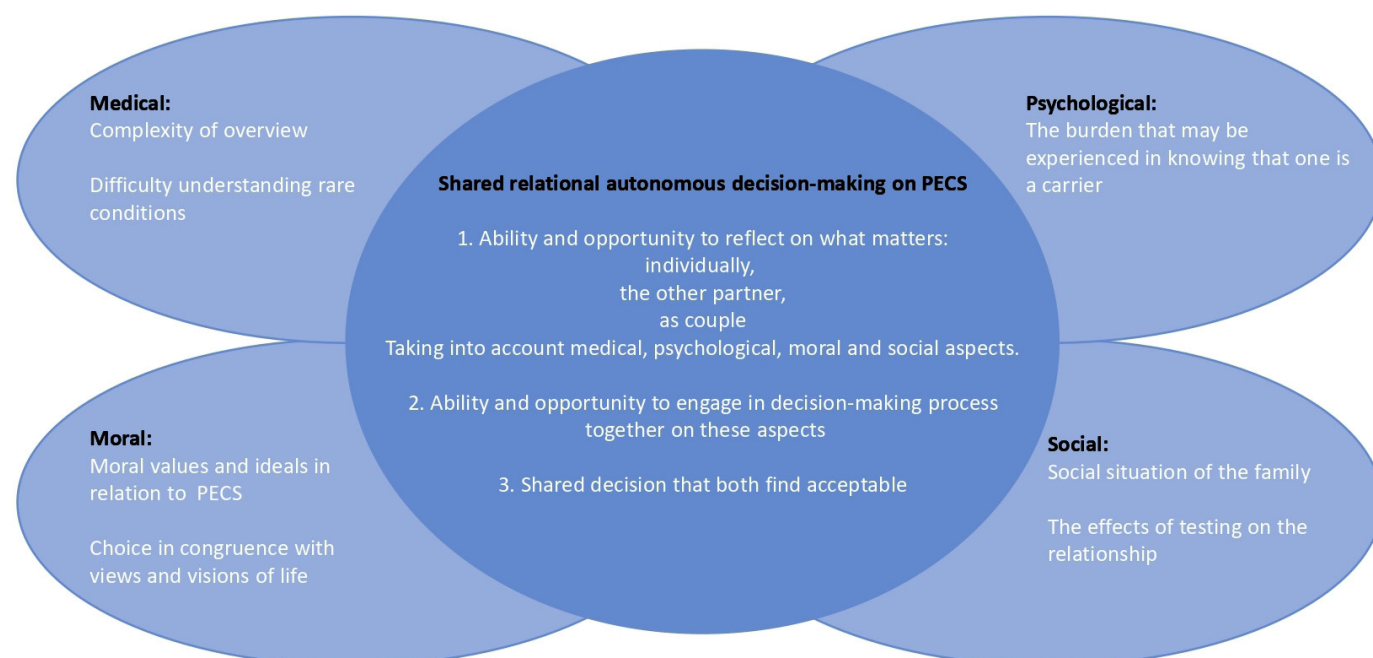 Medical:
Complexity of overview
Difficulty understanding rare
conditions
Psychological:
The burden that may be
experienced in knowing that one is
a carrier
Shared relational autonomous decision-making on PECS
1. Ability and opportunity to reflect on what matters:
individually,
the other partner,
as couple
Taking into account medical, psychological, moral and social aspects.
2. Ability and opportunity to engage in decision-making process
together on these aspects
3. Shared decision that both find acceptable
Moral:
Moral values and ideals in
relation to  PECS
Choice in congruence with
views and visions of life
Social:
Social situation of the family
The effects of testing on the
relationship